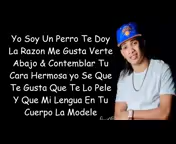 Yo Soy Un Perro Te Doy
La Razon Me Gusta Verte
Abajo & Contemblar Tu
Cara Hermosa yo Se Que
Te Gusta Que Te Lo Pele
Y Que Mi Lengua En Tu
Cuerpo La Modele